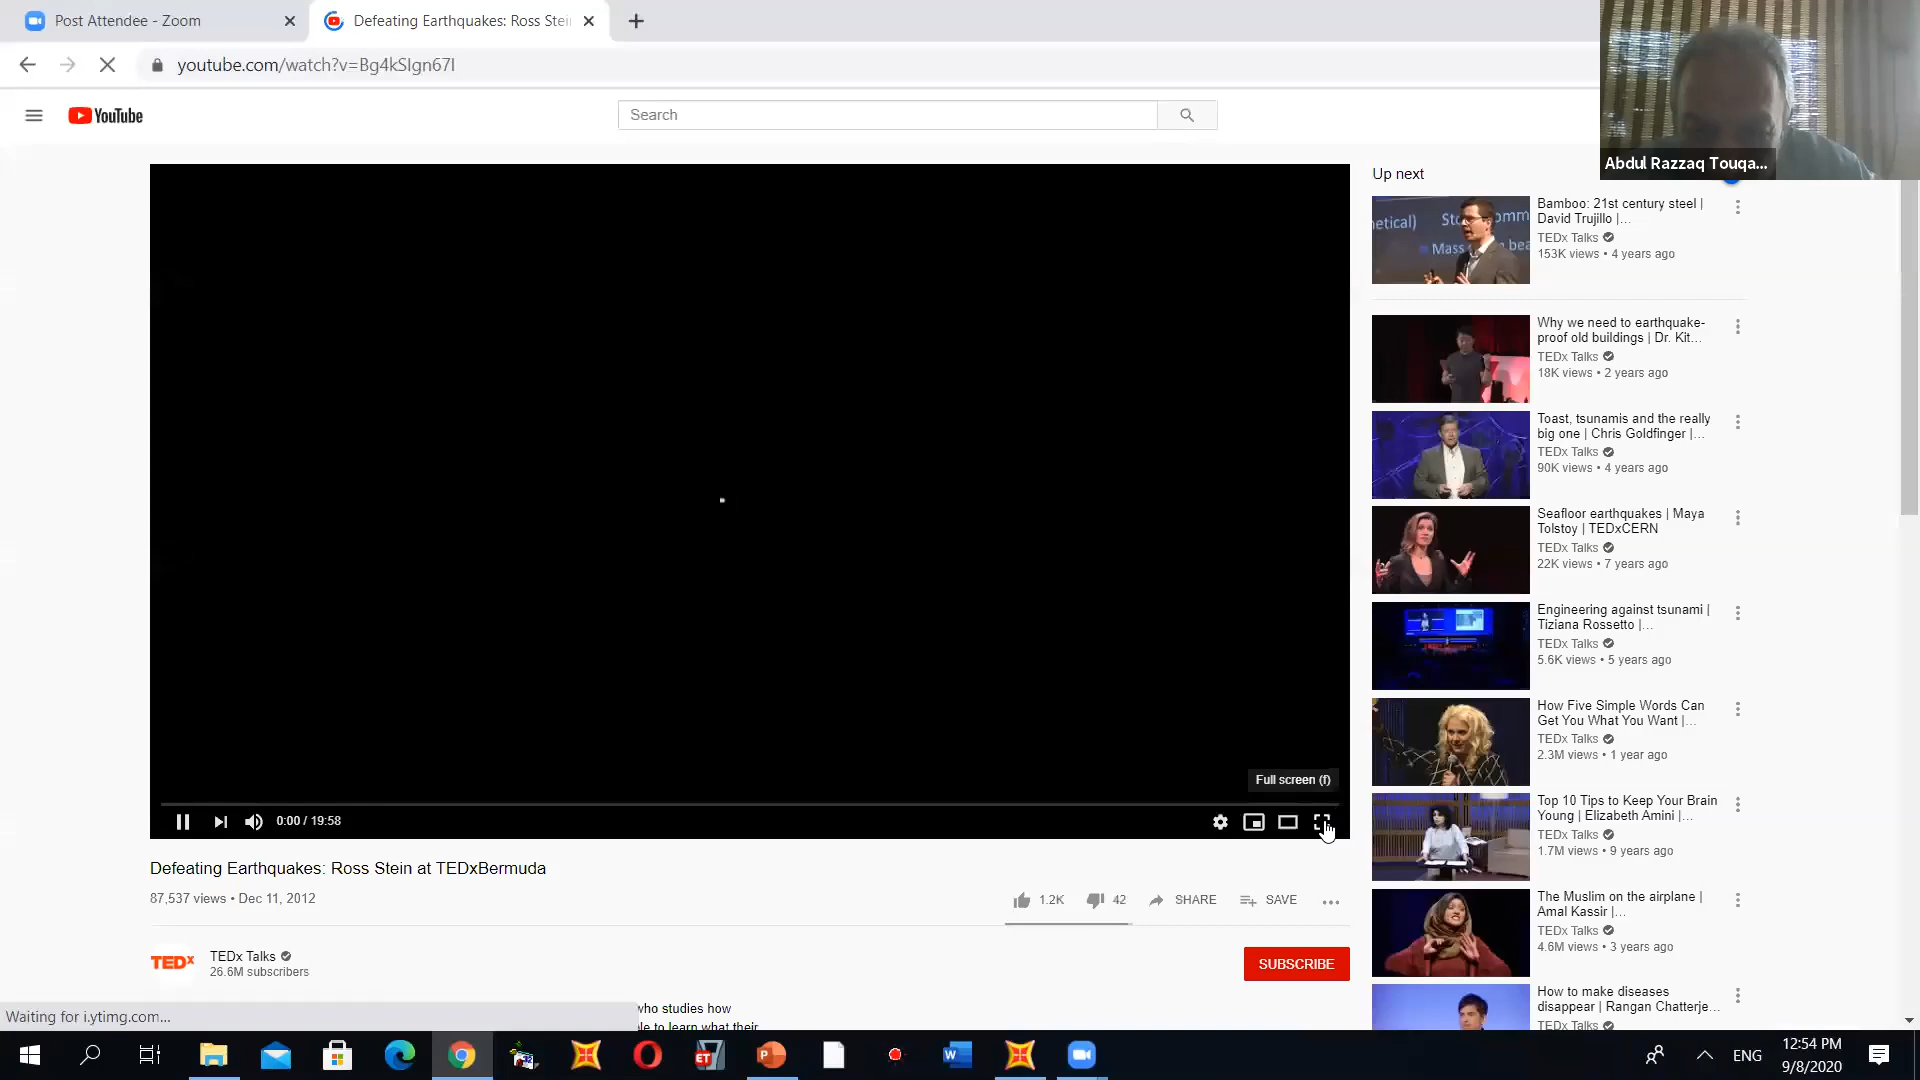 Post Attendee - Zoom
Defeating Earthquakes: Ross Stei
youtube.com/watch?v=Bg4kSIgn67I
YouTube
Search
Abdul Razzaq Touqa...
Full screen (f)
0:00 / 19:58
Defeating Earthquakes: Ross Stein at TEDxBermuda
87,537 views • Dec 11, 2012
1.2K
42
SHARE
SAVE
TEDx
TEDx Talks
26.6M subscribers
SUBSCRIBE
who studies how
le to learn what their
Waiting for i.ytimg.com...
Up next
Bamboo: 21st century steel |
David Trujillo |...
TEDx Talks
153K views • 4 years ago
Why we need to earthquake-
proof old buildings | Dr. Kit...
TEDx Talks
18K views • 2 years ago
Toast, tsunamis and the really
big one | Chris Goldfinger |...
TEDx Talks
90K views • 4 years ago
Seafloor earthquakes | Maya
Tolstoy | TEDxCERN
TEDx Talks
22K views • 7 years ago
Engineering against tsunami |
Tiziana Rossetto |...
TEDx Talks
5.6K views • 5 years ago
How Five Simple Words Can
Get You What You Want |...
TEDx Talks
2.3M views • 1 year ago
Top 10 Tips to Keep Your Brain
Young | Elizabeth Amini |...
TEDx Talks
1.7M views • 9 years ago
The Muslim on the airplane |
Amal Kassir |...
TEDx Talks
4.6M views • 3 years ago
How to make diseases
disappear | Rangan Chatterje...
TEDx Talks
ENG
12:54 PM
9/8/2020